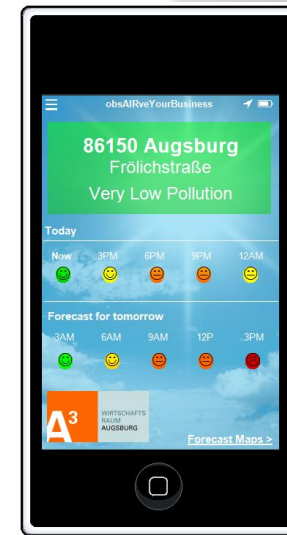 obsAIRveYourBusiness
86150 Augsburg
Frölichstraße
Very Low Pollution
Today
Now 3PM 6PM 9PM 12AM
Forecast for tomorrow
3AM 6AM 9AM 12P .3PM
A³ WIRTSCHAFTS
RAUM
AUGSBURG
Forecast Maps >